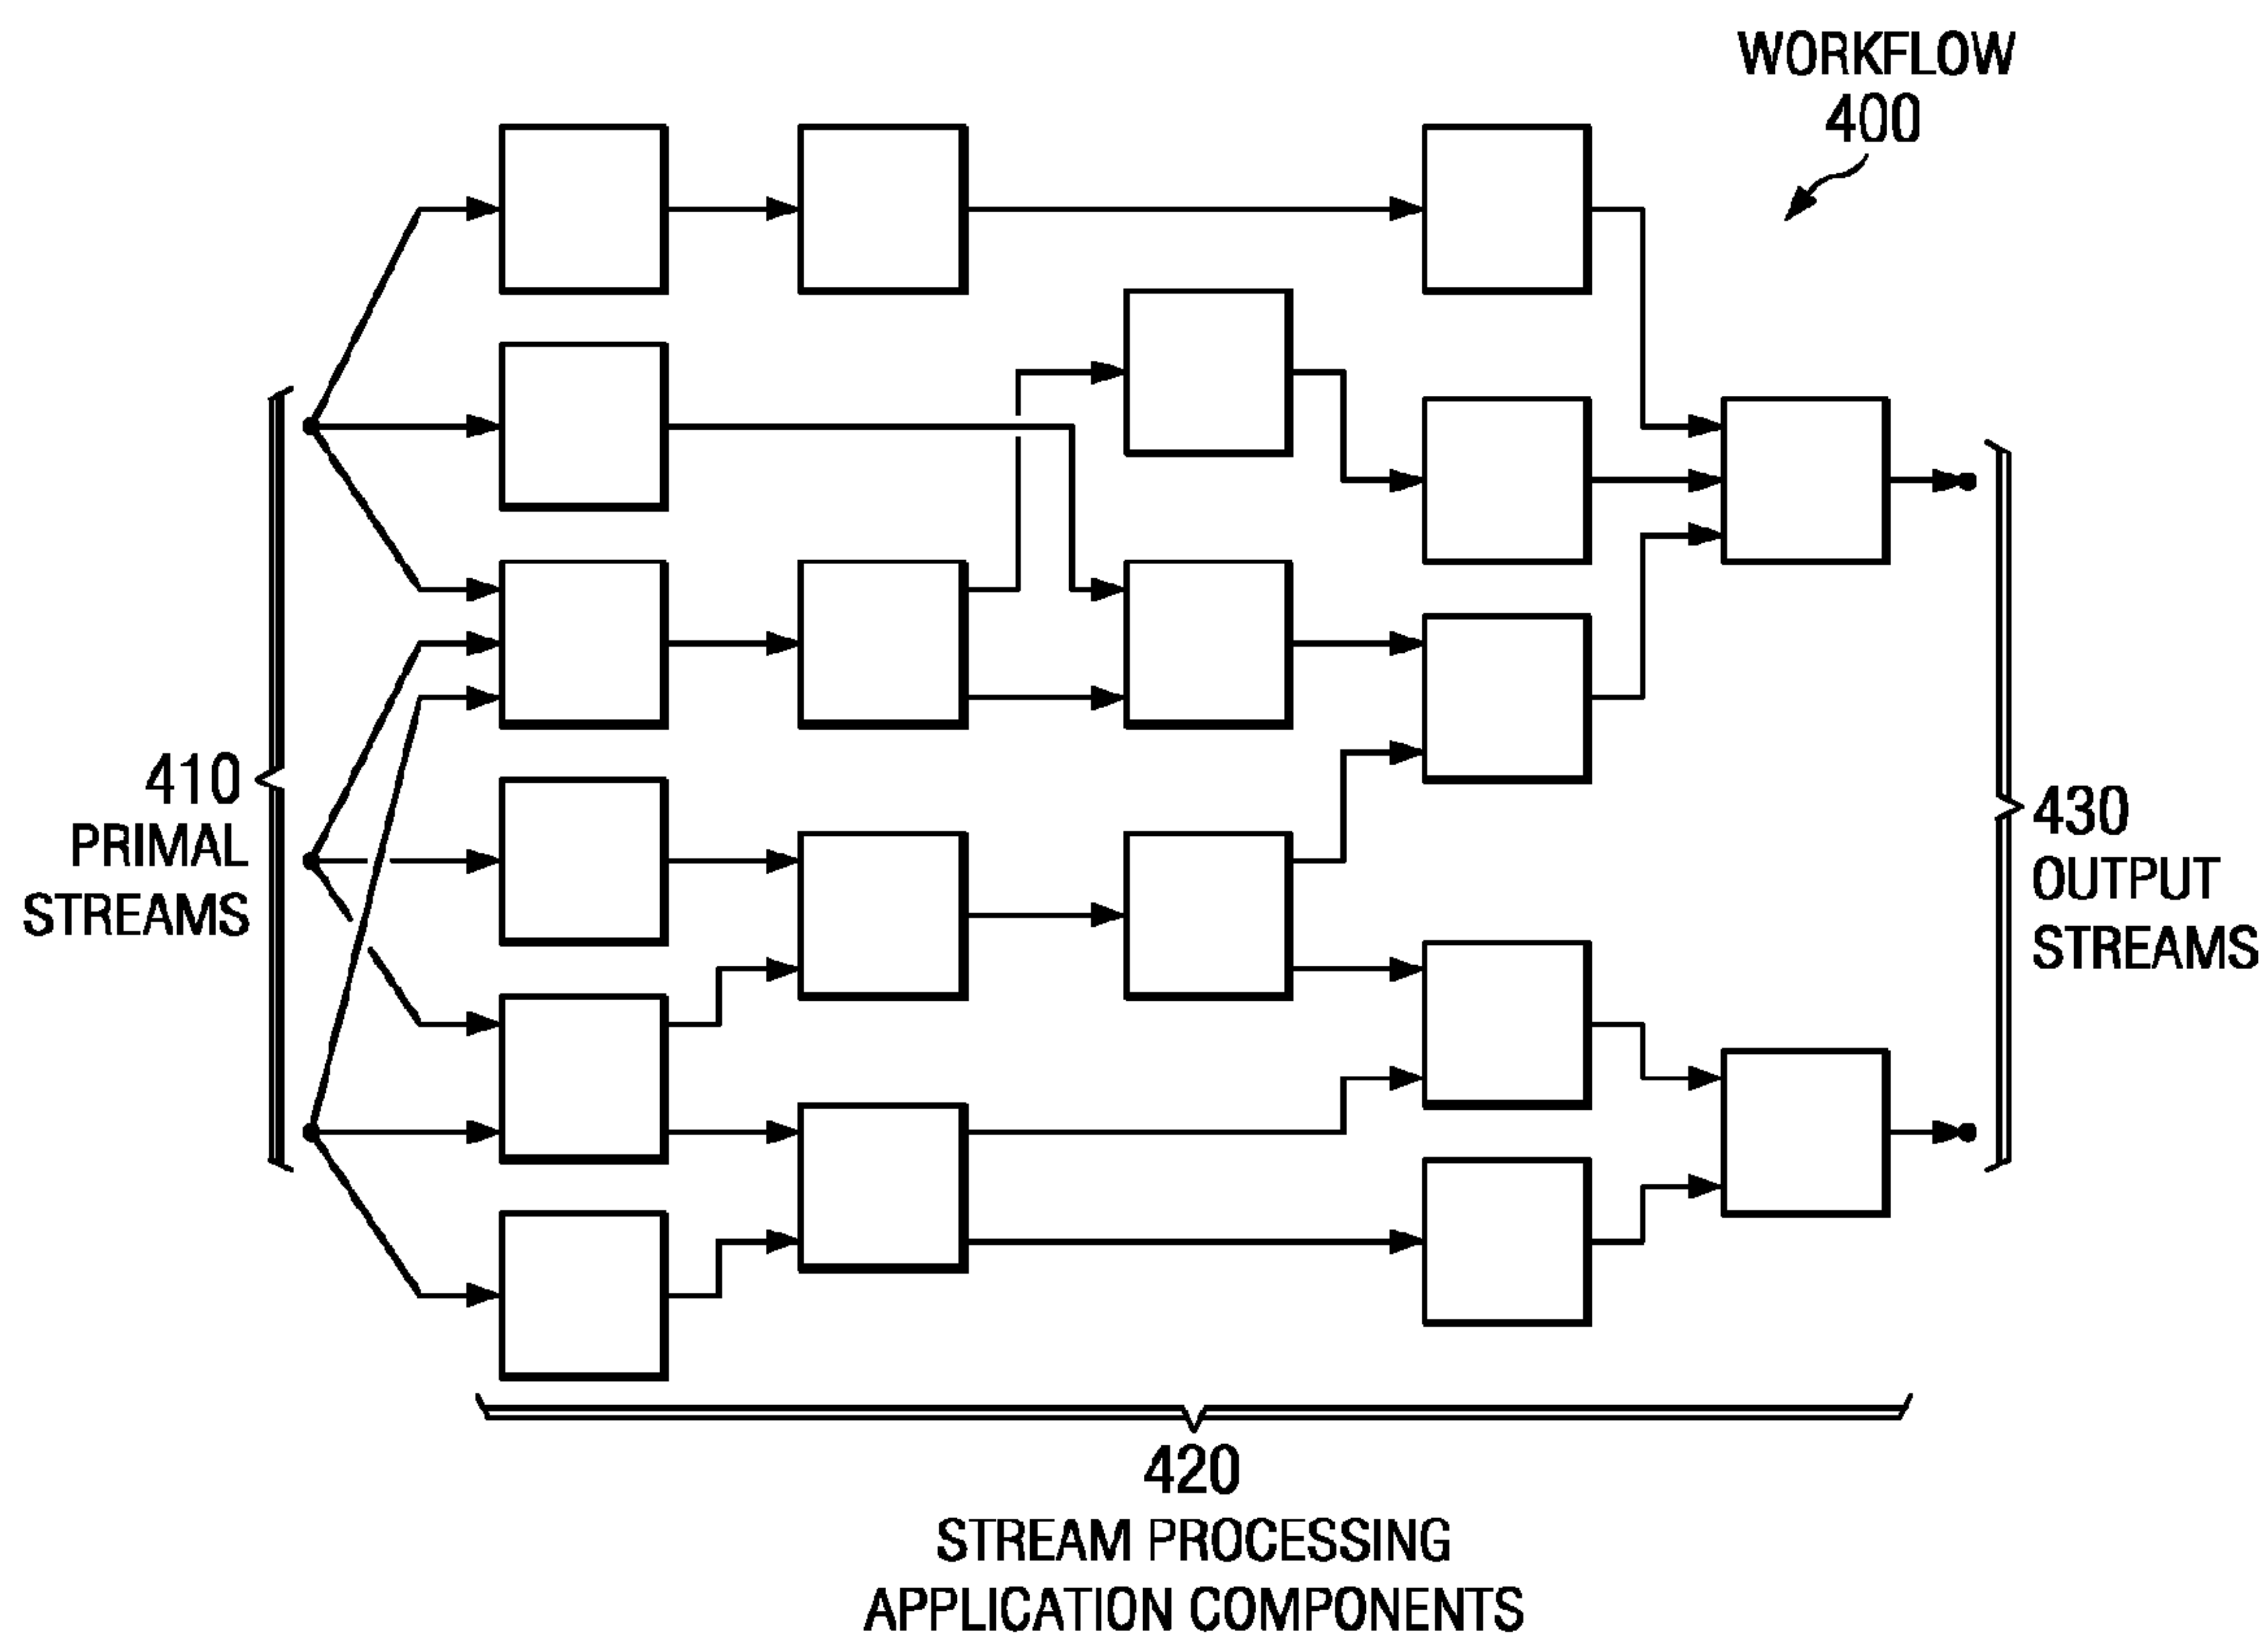 WORKFLOW
400
410
PRIMAL
STREAMS
430
OUTPUT
STREAMS
420
STREAM PROCESSING
APPLICATION COMPONENTS